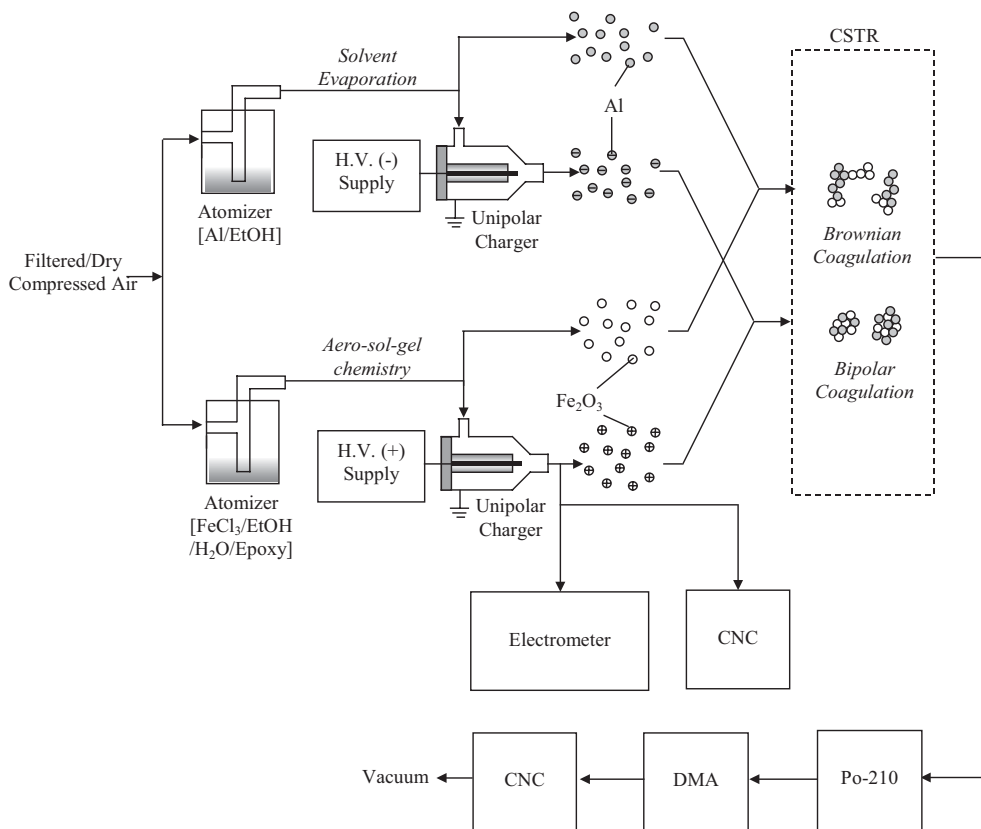 CSTR
Solvent
Evaporation
Al
H.V. (-)
Supply
Atomizer
[Al/EtOH]
Unipolar
Charger
Brownian
Coagulation
Filtered/Dry
Compressed Air
Aero-sol-gel
chemistry
Bipolar
Coagulation
Fe₂O₃
H.V. (+)
Supply
Atomizer
[FeCl₃/EtOH
/H₂O/Epoxy]
Unipolar
Charger
Electrometer
CNC
Vacuum
CNC
DMA
Po-210